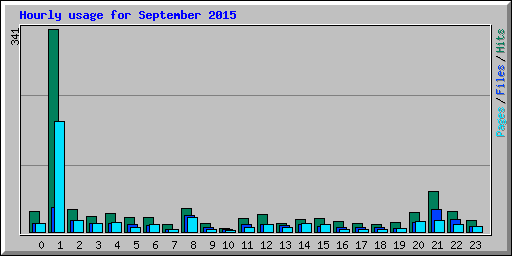 Hourly usage for September 2015
341
Pages/Files/Hits
0 1 2 3 4 5 6 7 8 9 10 11 12 13 14 15 16 17 18 19 20 21 22 23